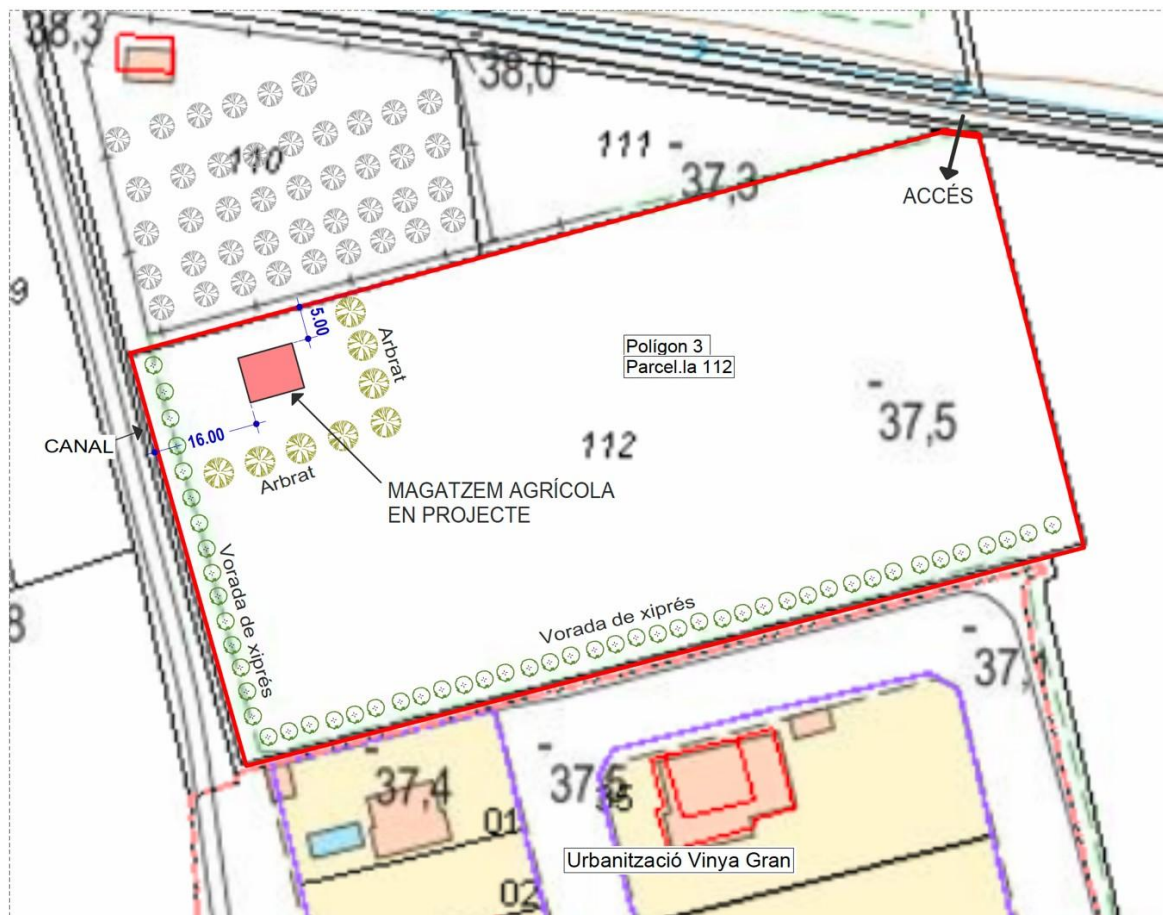 38,3
38,0
110
111
37,3
ACCÉS
9
5.00
Arbrat
Polígon 3
Parcel.la 112
37,5
CANAL
16.00
112
Arbrat
MAGATZEM AGRÍCOLA
EN PROJECTE
Vorada de xiprés
Vorada de xiprés
8
37,1
37,4
37,5
01
Urbanització Vinya Gran
02